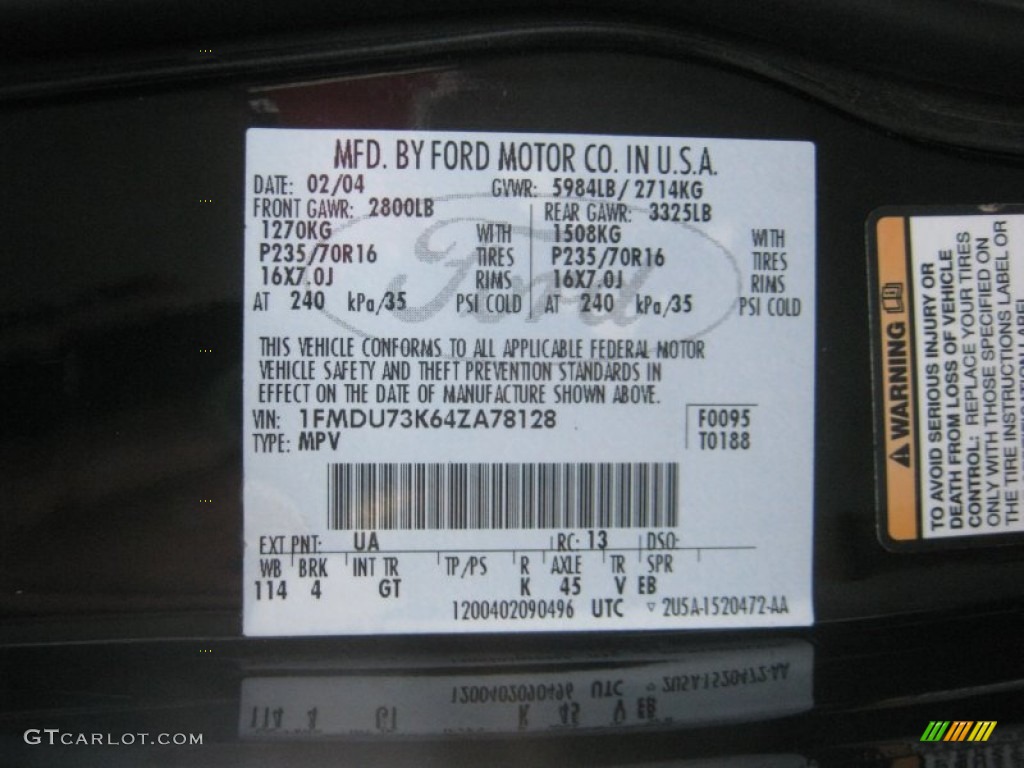 MFD. BY FORD MOTOR CO. IN U.S.A.
DATE: 02/04 GVWR: 5984LB/ 2714KG
FRONT GAWR: 2800LB REAR GAWR: 3325LB
1270KG WITH 1508KG WITH
P235/70R16 TIRES P235/70R16 TIRES
16X7.0J RIMS 16X7.0J RIMS
AT 240 kPa/35 PSI COLD AT 240 kPa/35 PSI COLD
Ford
THIS VEHICLE CONFORMS TO ALL APPLICABLE FEDERAL MOTOR
VEHICLE SAFETY AND THEFT PREVENTION STANDARDS IN
EFFECT ON THE DATE OF MANUFACTURE SHOWN ABOVE.
VIN: 1FMDU73K64ZA78128 F0095
TYPE: MPV T0188
EXT PNT: UA RC: 13 DSO:
WB BRK INT TR TP/PS R AXLE TR SPR
114 4 GT K 45 V EB
1200402090496 UTC ▿ 2U5A-1520472-AA
WARNING
TO AVOID SERIOUS INJURY OR
DEATH FROM LOSS OF VEHICLE
CONTROL: REPLACE YOUR TIRES
ONLY WITH THOSE SPECIFIED ON
THE TIRE INFORMATION LABEL OR
GTCARLOT.COM